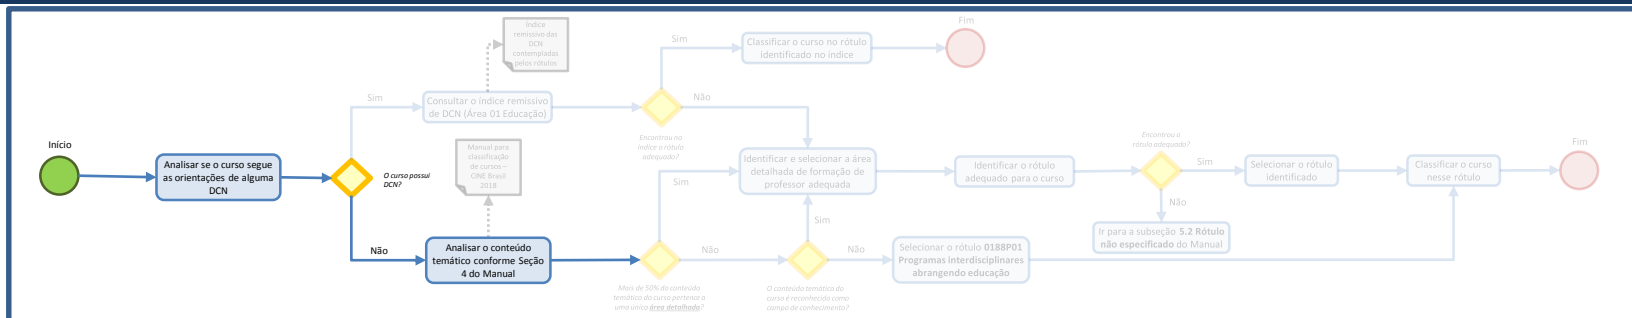 Índice
remissivo das
DCN
contempladas
pelos rótulos
Sim
Classificar o curso no rótulo
identificado no índice
Fim
Sim
Consultar o índice remissivo
de DCN (Área 01 Educação)
Não
Encontrou no
índice o rótulo
adequado?
Início
Analisar se o curso segue
as orientações de alguma
DCN
O curso possui
DCN?
Manual para
classificação
de cursos –
CINE Brasil
2018
Identificar e selecionar a área
detalhada de formação de
professor adequada
Identificar o rótulo
adequado para o curso
Encontrou o
rótulo adequado?
Sim
Selecionar o rótulo
identificado
Classificar o curso
nesse rótulo
Fim
Sim
Não
Ir para a subseção 5.2 Rótulo
não especificado do Manual
Sim
Não
Analisar o conteúdo
temático conforme Seção
4 do Manual
Não
Não
Selecionar o rótulo 0188P01
Programas interdisciplinares
abrangendo educação
Mais de 50% do conteúdo
temático do curso pertence a
uma única área detalhada?
O conteúdo temático do
curso é reconhecido como
campo de conhecimento?